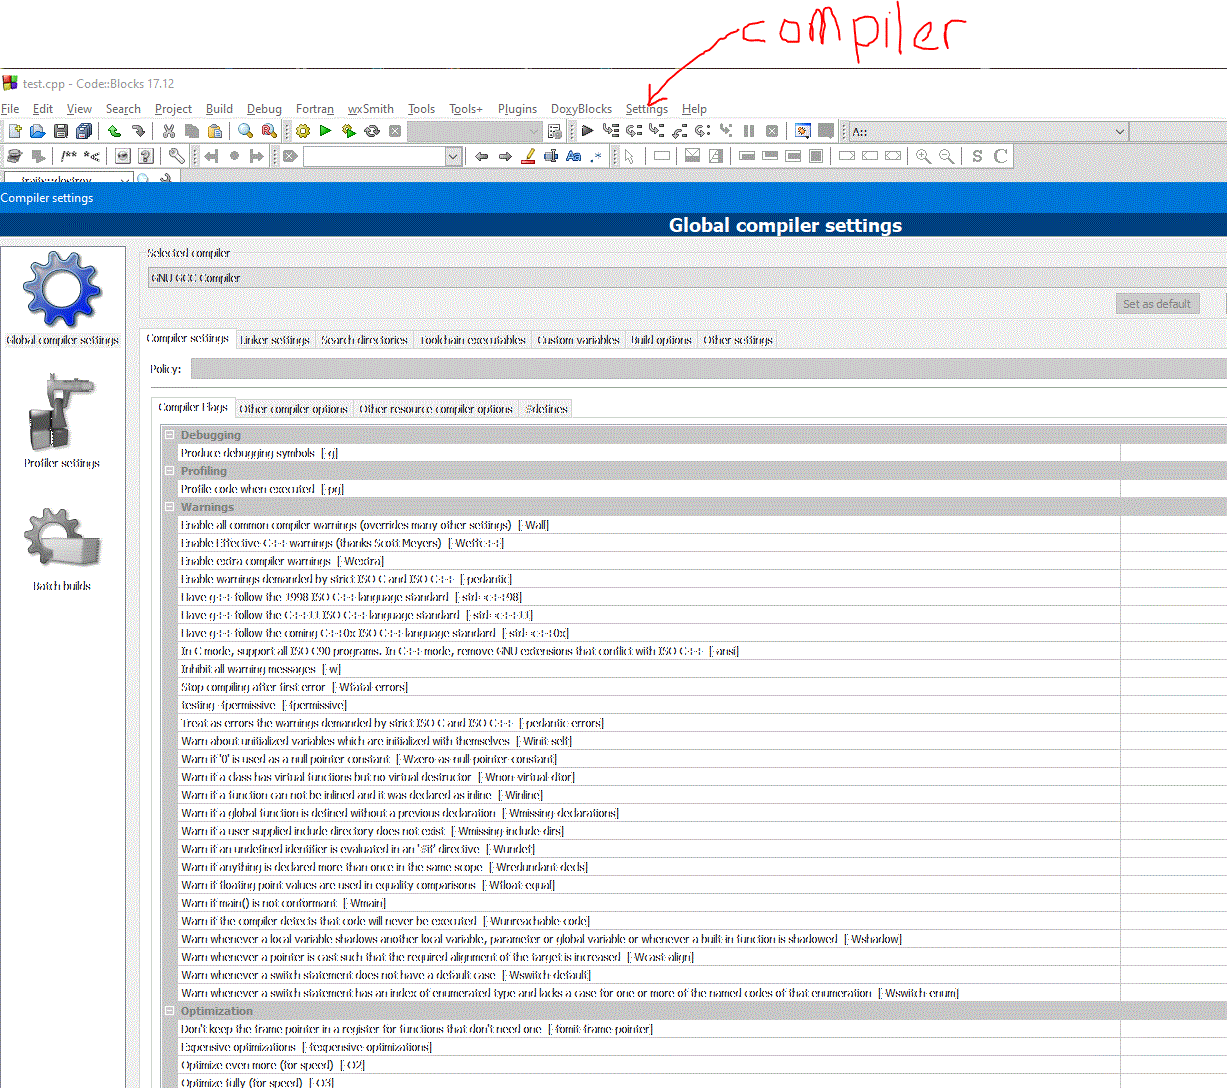 compiler
test.cpp - Code::Blocks 17.12
File Edit View Search Project Build Debug Fortran wxSmith Tools Tools+ Plugins DoxyBlocks Settings Help
A::
/** *<
Aa .*
S C
traits::destroy
Compiler settings
Global compiler settings
Selected compiler
GNU GCC Compiler
Set as default
Global compiler settings
Compiler settings Linker settings Search directories Toolchain executables Custom variables Build options Other settings
Policy:
Compiler Flags Other compiler options Other resource compiler options #defines
Debugging
Produce debugging symbols [-g]
Profiler settings
Profiling
Profile code when executed [-pg]
Warnings
Enable all common compiler warnings (overrides many other settings) [-Wall]
Enable Effective-C++ warnings (thanks Scott Meyers) [-Weffc++]
Enable extra compiler warnings [-Wextra]
Enable warnings demanded by strict ISO C and ISO C++ [-pedantic]
Batch builds
Have g++ follow the 1998 ISO C++ language standard [-std=c++98]
Have g++ follow the C++11 ISO C++ language standard [-std=c++11]
Have g++ follow the coming C++0x ISO C++ language standard [-std=c++0x]
In C mode, support all ISO C90 programs. In C++ mode, remove GNU extensions that conflict with ISO C++ [-ansi]
Inhibit all warning messages [-w]
Stop compiling after first error [-Wfatal-errors]
testing -fpermissive [-fpermissive]
Treat as errors the warnings demanded by strict ISO C and ISO C++ [-pedantic-errors]
Warn about unitialized variables which are initialized with themselves [-Winit-self]
Warn if '0' is used as a null pointer constant [-Wzero-as-null-pointer-constant]
Warn if a class has virtual functions but no virtual destructor [-Wnon-virtual-dtor]
Warn if a function can not be inlined and it was declared as inline [-Winline]
Warn if a global function is defined without a previous declaration [-Wmissing-declarations]
Warn if a user supplied include directory does not exist [-Wmissing-include-dirs]
Warn if an undefined identifier is evaluated in an '#if' directive [-Wundef]
Warn if anything is declared more than once in the same scope [-Wredundant-decls]
Warn if floating point values are used in equality comparisons [-Wfloat-equal]
Warn if main() is not conformant [-Wmain]
Warn if the compiler detects that code will never be executed [-Wunreachable-code]
Warn whenever a local variable shadows another local variable, parameter or global variable or whenever a built-in function is shadowed [-Wshadow]
Warn whenever a pointer is cast such that the required alignment of the target is increased [-Wcast-align]
Warn whenever a switch statement does not have a default case [-Wswitch-default]
Warn whenever a switch statement has an index of enumerated type and lacks a case for one or more of the named codes of that enumeration [-Wswitch-enum]
Optimization
Don't keep the frame pointer in a register for functions that don't need one [-fomit-frame-pointer]
Expensive optimizations [-fexpensive-optimizations]
Optimize even more (for speed) [-O2]
Optimize fully (for speed) [-O3]